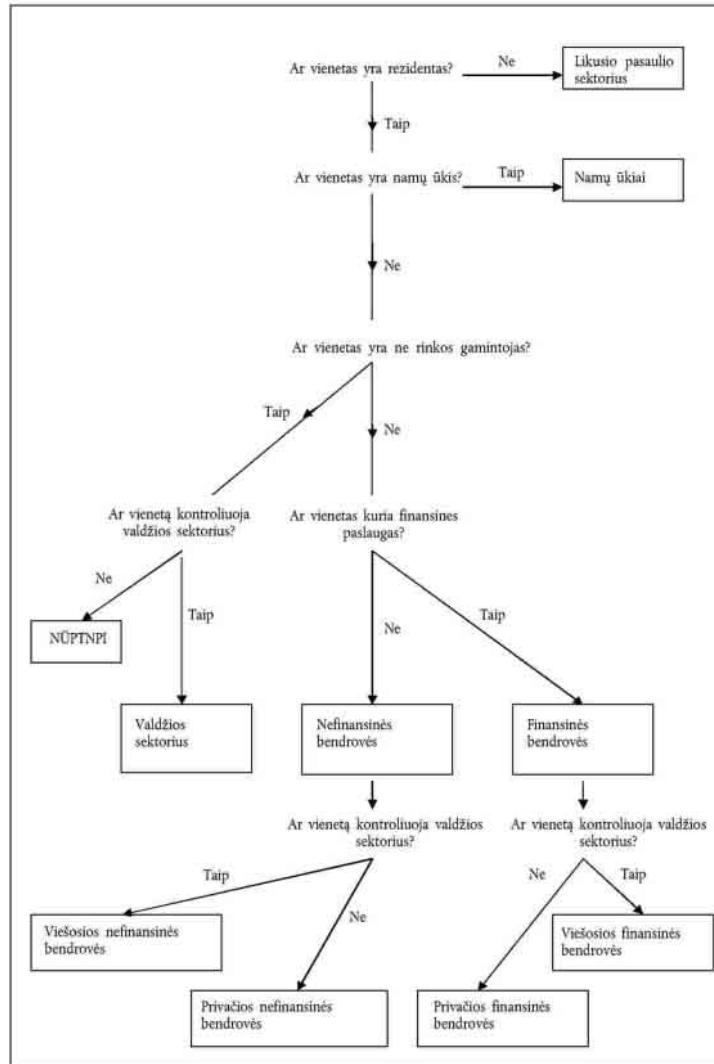 Ar vienetas yra rezidentas?
Ne
Likusio pasaulio
sektorius
Taip
Ar vienetas yra namų ūkis?
Taip
Namų ūkiai
Ne
Ar vienetas yra ne rinkos gamintojas?
Taip
Ne
Ar vienetą kontroliuoja
valdžios sektorius?
Ar vienetas kuria finansines
paslaugas?
Ne
Taip
Ne
Taip
NŪPTNPI
Valdžios
sektorius
Nefinansinės
bendrovės
Finansinės
bendrovės
Ar vienetą kontroliuoja valdžios
sektorius?
Ar vienetą kontroliuoja valdžios
sektorius?
Taip
Ne
Ne
Taip
Viešosios nefinansinės
bendrovės
Viešosios finansinės
bendrovės
Privačios nefinansinės
bendrovės
Privačios finansinės
bendrovės